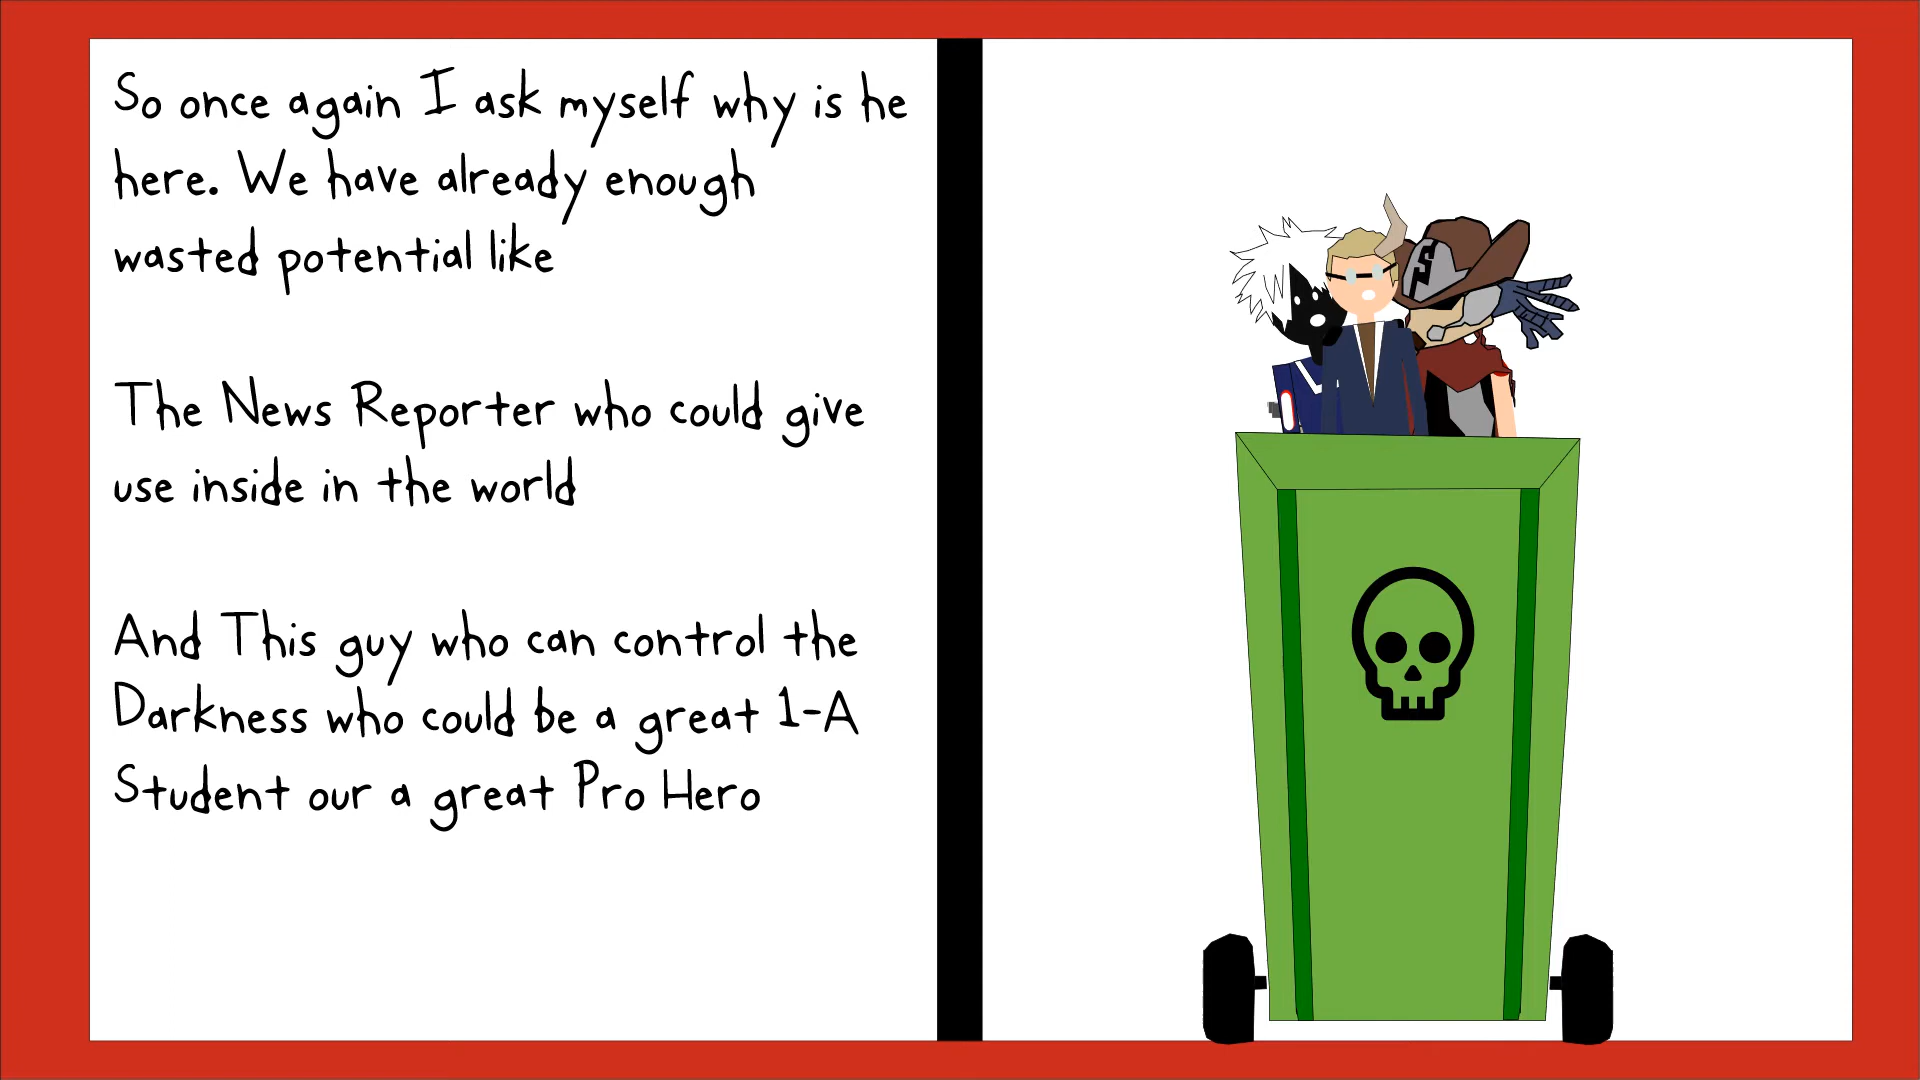 So once again I ask myself why is he
here. We have already enough
wasted potential like
The News Reporter who could give
use inside in the world
And This guy who can control the
Darkness who could be a great 1-A
Student our a great Pro Hero
S